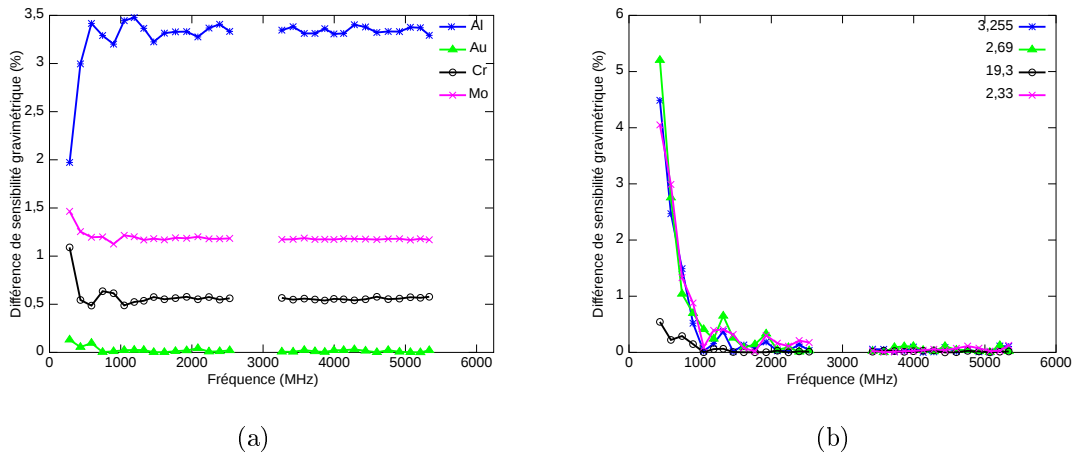 Différence de sensibilité gravimétrique (%)
3,5
3
2,5
2
1,5
1
0,5
0
0 1000 2000 3000 4000 5000 6000
Fréquence (MHz)
Al
Au
Cr
Mo
(a)
Différence de sensibilité gravimétrique (%)
6
5
4
3
2
1
0
0 1000 2000 3000 4000 5000 6000
Fréquence (MHz)
3,255
2,69
19,3
2,33
(b)